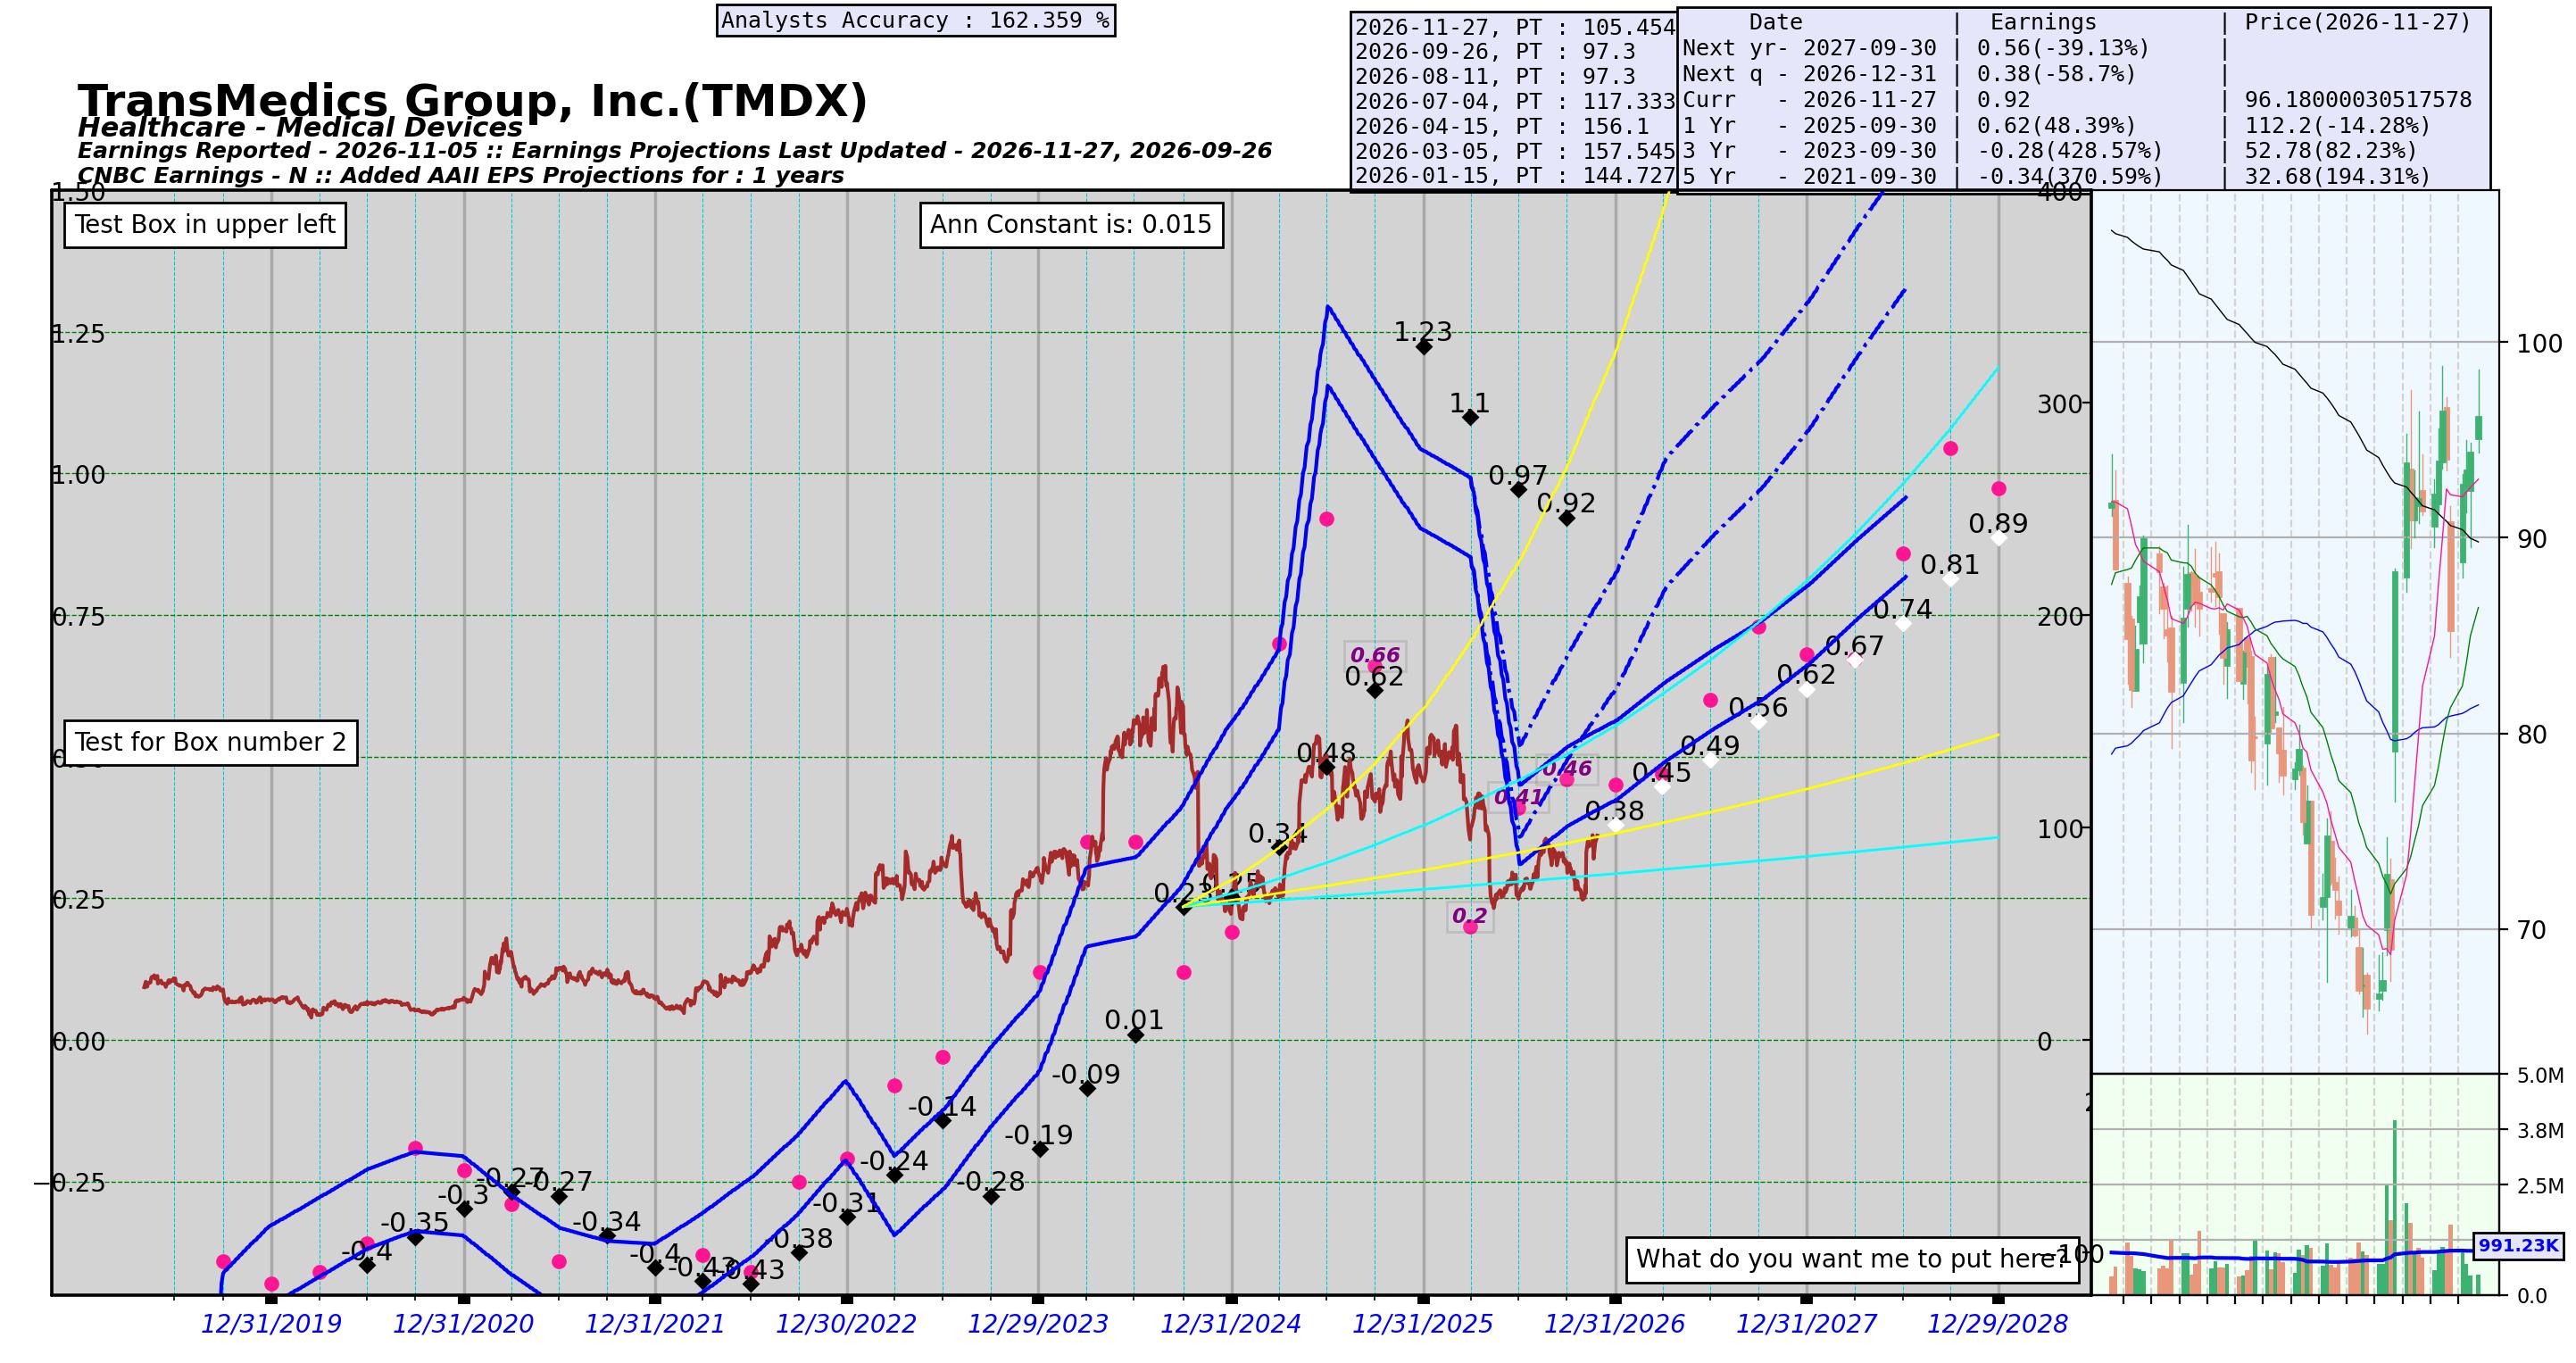 Analysts Accuracy : 162.359 %
TransMedics Group, Inc.(TMDX)
Healthcare - Medical Devices
Earnings Reported - 2026-11-05 :: Earnings Projections Last Updated - 2026-11-27, 2026-09-26
CNBC Earnings - N :: Added AAII EPS Projections for : 1 years
2026-11-27, PT : 105.454
2026-09-26, PT : 97.3
2026-08-11, PT : 97.3
2026-07-04, PT : 117.333
2026-04-15, PT : 156.1
2026-03-05, PT : 157.545
2026-01-15, PT : 144.727
Date | Earnings | Price(2026-11-27)
Next yr- 2027-09-30 | 0.56(-39.13%) |
Next q - 2026-12-31 | 0.38(-58.7%) |
Curr - 2026-11-27 | 0.92 | 96.18000030517578
1 Yr - 2025-09-30 | 0.62(48.39%) | 112.2(-14.28%)
3 Yr - 2023-09-30 | -0.28(428.57%) | 52.78(82.23%)
5 Yr - 2021-09-30 | -0.34(370.59%) | 32.68(194.31%)
1.50
1.25
1.00
0.75
0.25
0.00
−0.25
Test Box in upper left
Ann Constant is: 0.015
Test for Box number 2
What do you want me to put here?
-0.4
-0.35
-0.3
-0.27
-0.27
-0.34
-0.4
-0.43
-0.43
-0.38
-0.31
-0.24
-0.14
-0.28
-0.19
-0.09
0.01
0.25
0.34
0.48
0.66
0.62
1.23
1.1
0.2
0.97
0.41
0.92
0.46
0.38
0.45
0.49
0.56
0.62
0.67
0.74
0.81
0.89
400
300
200
100
0
−100
100
90
80
70
5.0M
3.8M
2.5M
991.23K
0.0
12/31/2019
12/31/2020
12/31/2021
12/30/2022
12/29/2023
12/31/2024
12/31/2025
12/31/2026
12/31/2027
12/29/2028